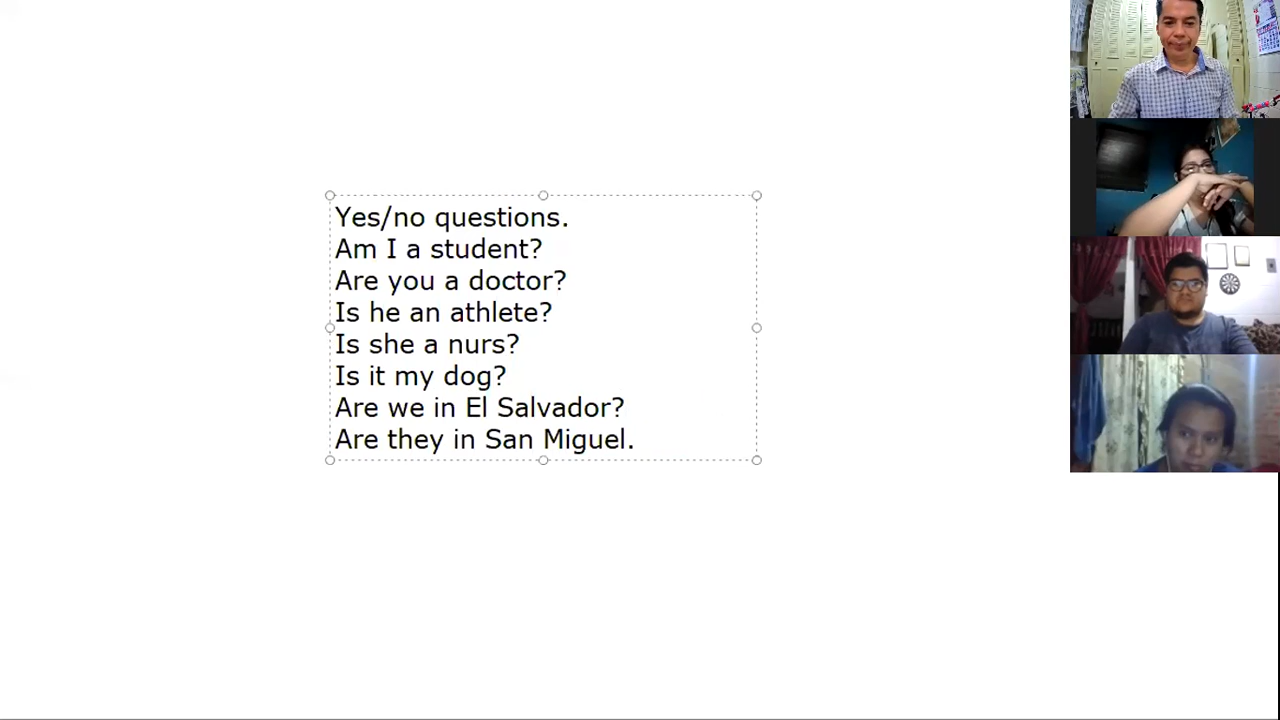 Yes/no questions.
Am I a student?
Are you a doctor?
Is he an athlete?
Is she a nurs?
Is it my dog?
Are we in El Salvador?
Are they in San Miguel.